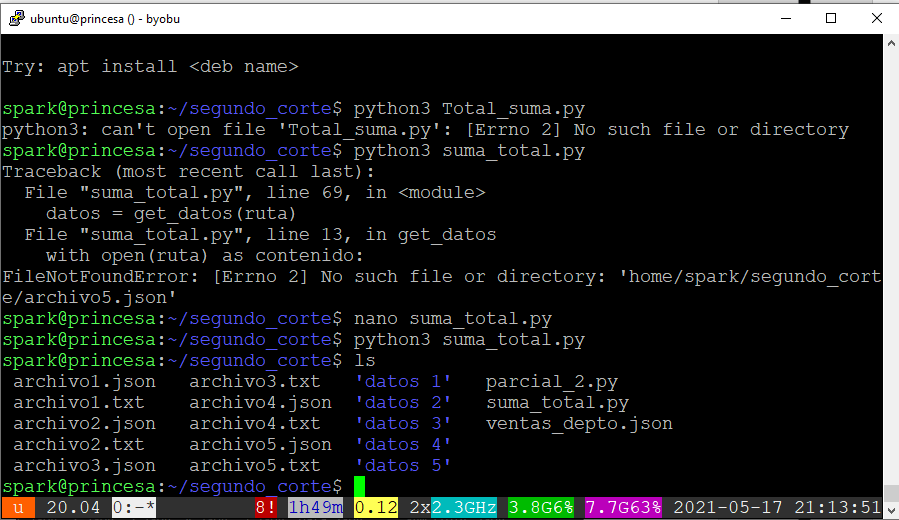 ubuntu@princesa () - byobu
Try: apt install <deb name>
spark@princesa:~/segundo_corte$ python3 Total_suma.py
python3: can't open file 'Total_suma.py': [Errno 2] No such file or directory
spark@princesa:~/segundo_corte$ python3 suma_total.py
Traceback (most recent call last):
  File "suma_total.py", line 69, in <module>
    datos = get_datos(ruta)
  File "suma_total.py", line 13, in get_datos
    with open(ruta) as contenido:
FileNotFoundError: [Errno 2] No such file or directory: 'home/spark/segundo_cort
e/archivo5.json'
spark@princesa:~/segundo_corte$ nano suma_total.py
spark@princesa:~/segundo_corte$ python3 suma_total.py
spark@princesa:~/segundo_corte$ ls
archivo1.json   archivo3.txt   'datos 1'   parcial_2.py
archivo1.txt    archivo4.json  'datos 2'   suma_total.py
archivo2.json   archivo4.txt   'datos 3'   ventas_depto.json
archivo2.txt    archivo5.json  'datos 4'
archivo3.json   archivo5.txt   'datos 5'
spark@princesa:~/segundo_corte$
u 20.04 0:-* 8! 1h49m 0.12 2x2.3GHz 3.8G6% 7.7G63% 2021-05-17 21:13:51